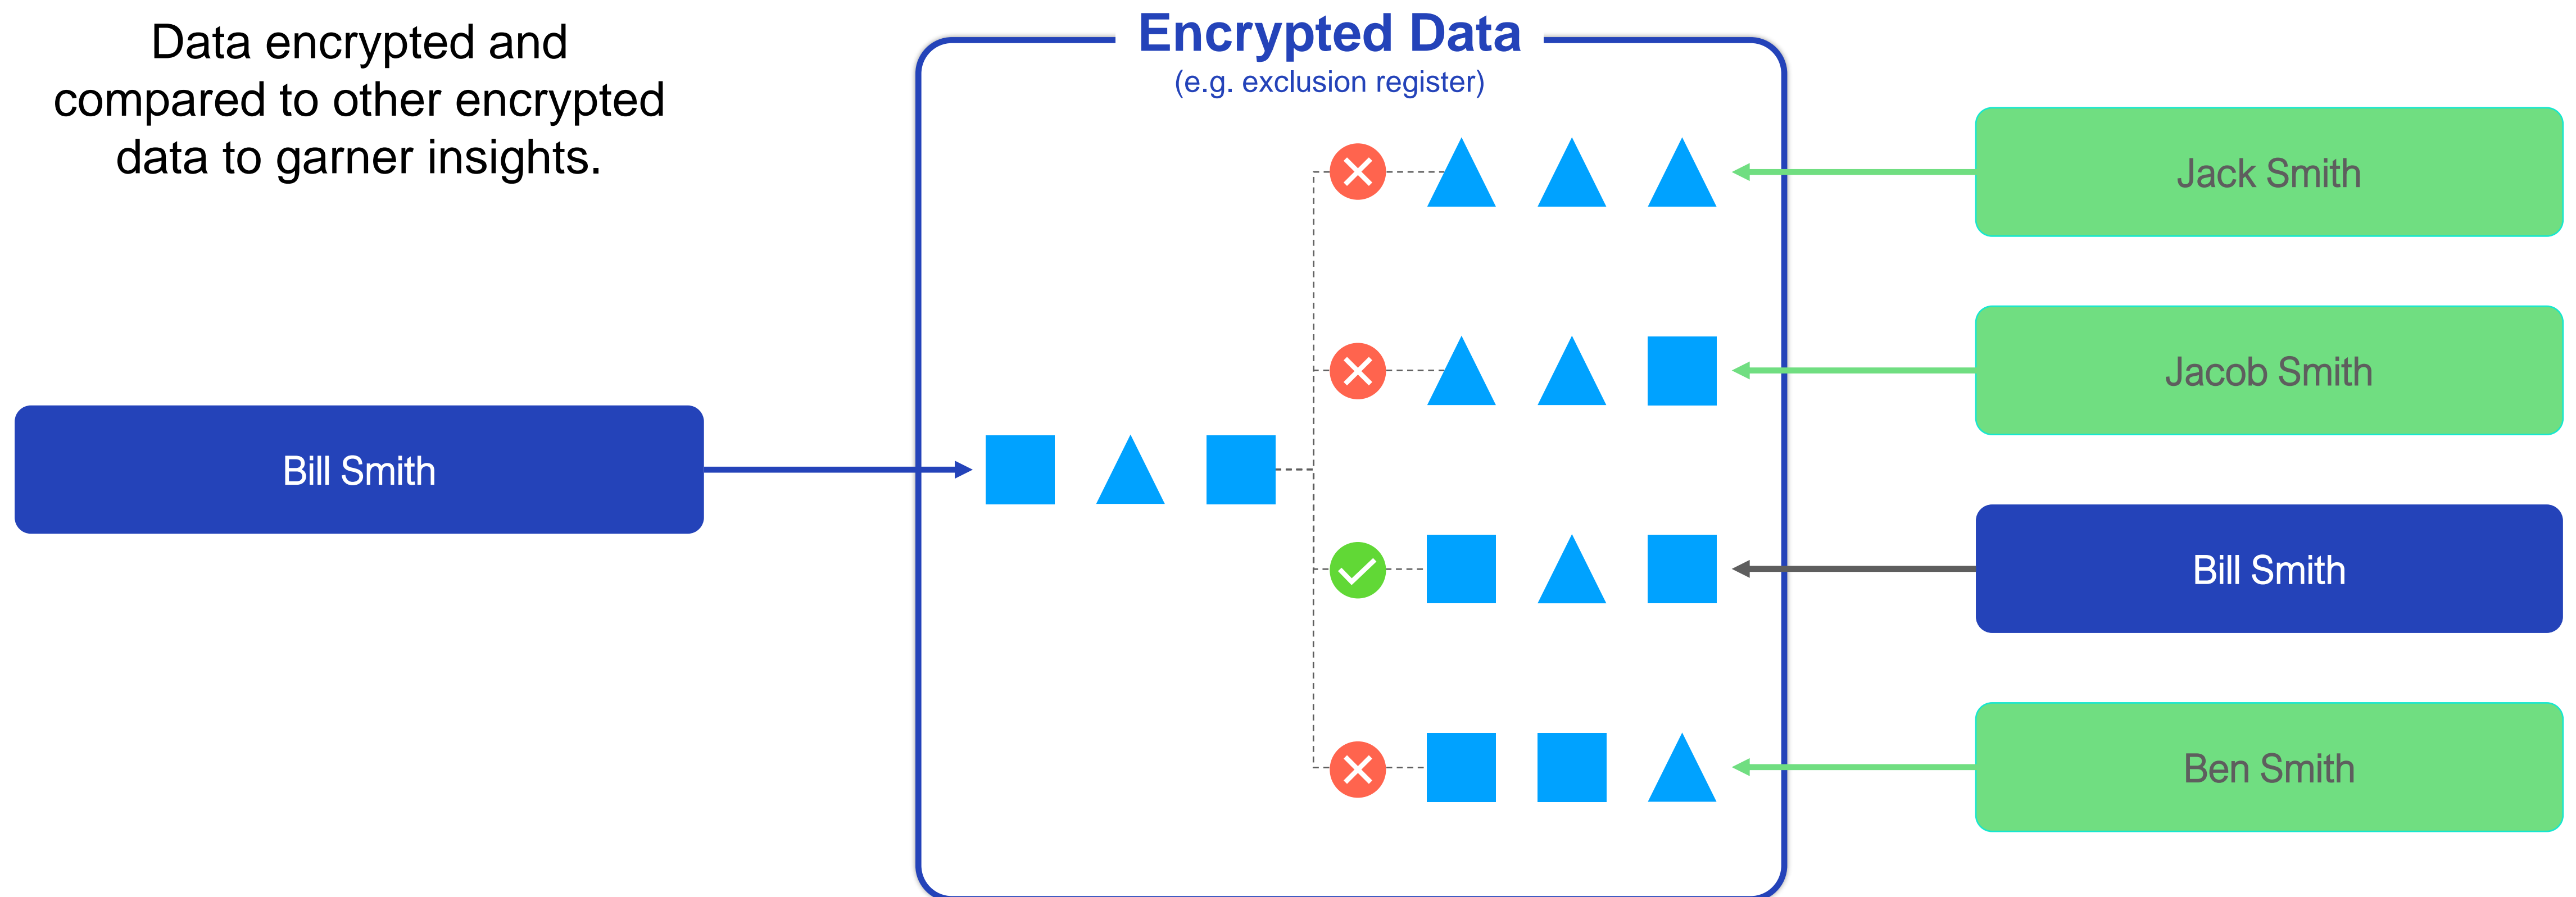 Data encrypted and
compared to other encrypted
data to garner insights.
Encrypted Data
(e.g. exclusion register)
Jack Smith
Jacob Smith
Bill Smith
Bill Smith
Ben Smith